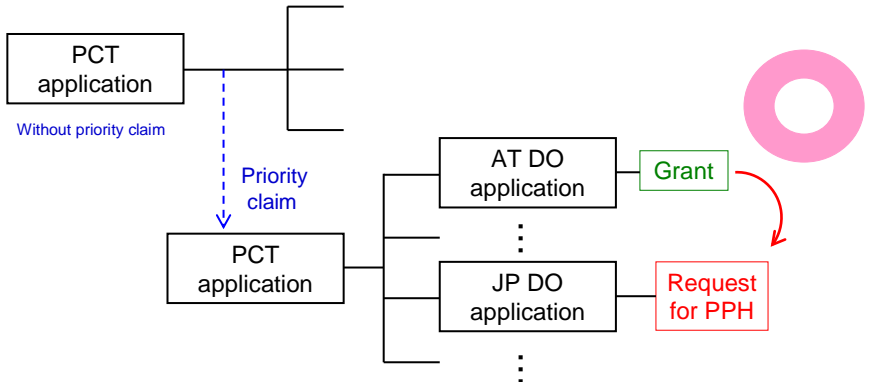 PCT
application
Without priority claim
Priority
claim
PCT
application
AT DO
application
Grant
JP DO
application
Request
for PPH